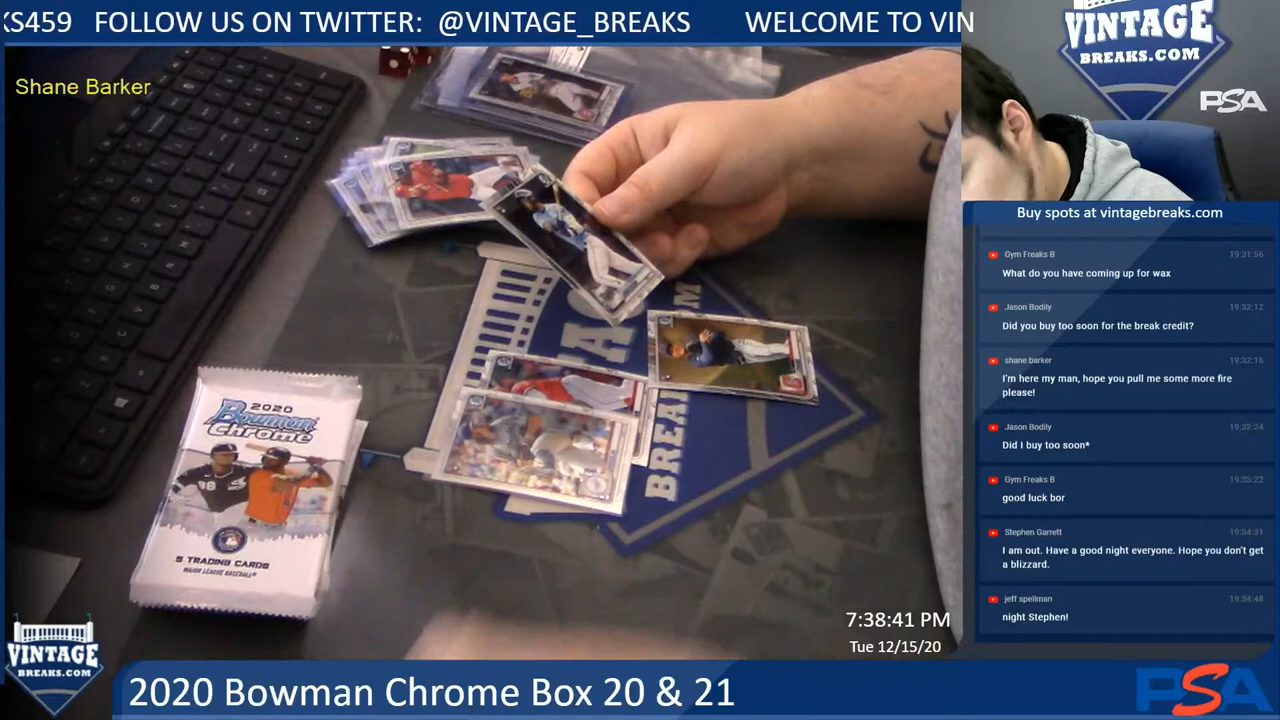 KS459 FOLLOW US ON TWITTER: @VINTAGE_BREAKS WELCOME TO VIN
Shane Barker
VINTAGE
BREAKS.COM
PSA
Buy spots at vintagebreaks.com
Gym Freaks B 19:31:56
What do you have coming up for wax
Jason Bodily 19:32:12
Did you buy too soon for the break credit?
shane barker 19:32:16
I'm here my man, hope you pull me some more fire
please!
Jason Bodily 19:32:24
Did I buy too soon*
Gym Freaks B 19:33:22
good luck bor
Stephen Garrett 19:34:31
I am out. Have a good night everyone. Hope you don't get
a blizzard.
jeff spellman 19:34:48
night Stephen!
2020
Bowman
Chrome
5 TRADING CARDS
MAJOR LEAGUE BASEBALL
BREA
M
7:38:41 PM
Tue 12/15/20
VINTAGE
BREAKS.COM
2020 Bowman Chrome Box 20 & 21
PSA